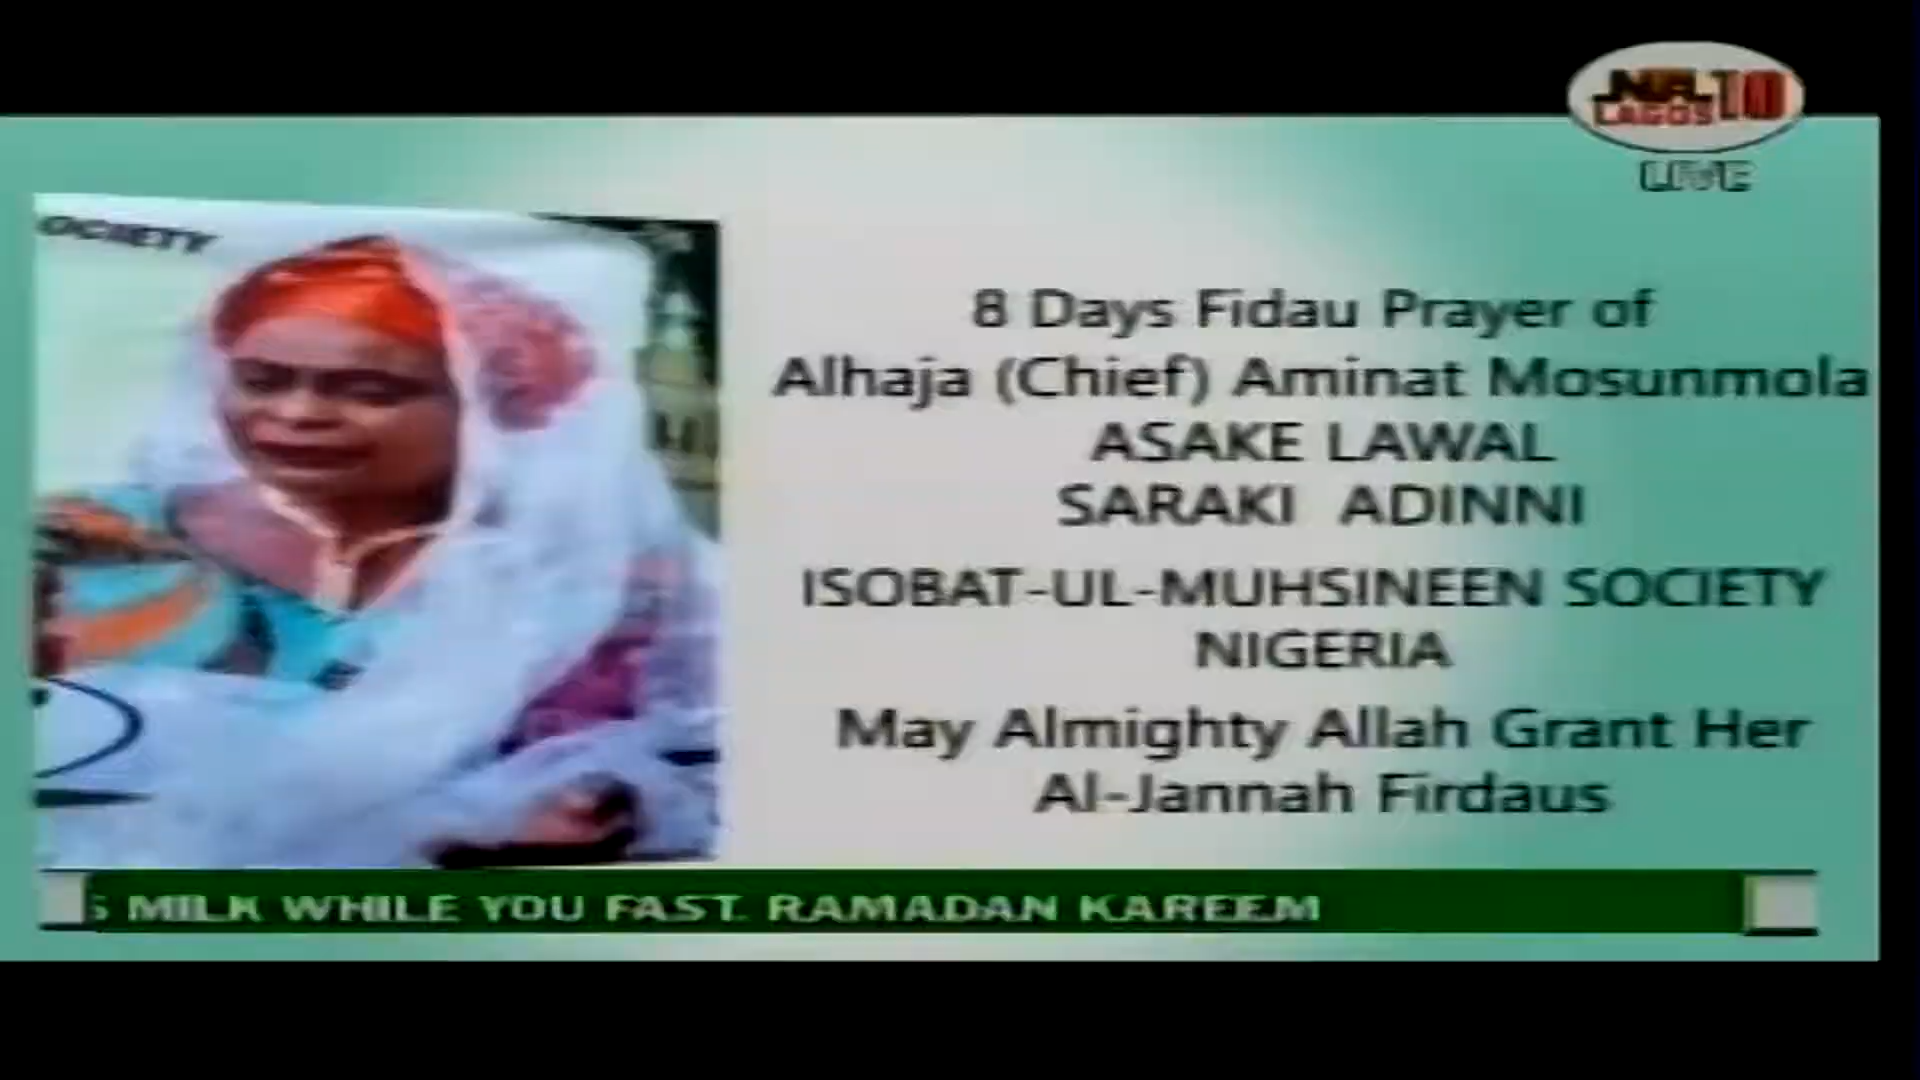 NTA 10
LAGOS
LIVE
OCIETY
8 Days Fidau Prayer of
Alhaja (Chief) Aminat Mosunmola
ASAKE LAWAL
SARAKI ADINNI
ISOBAT-UL-MUHSINEEN SOCIETY
NIGERIA
May Almighty Allah Grant Her
Al-Jannah Firdaus
S MILK WHILE YOU FAST. RAMADAN KAREEM